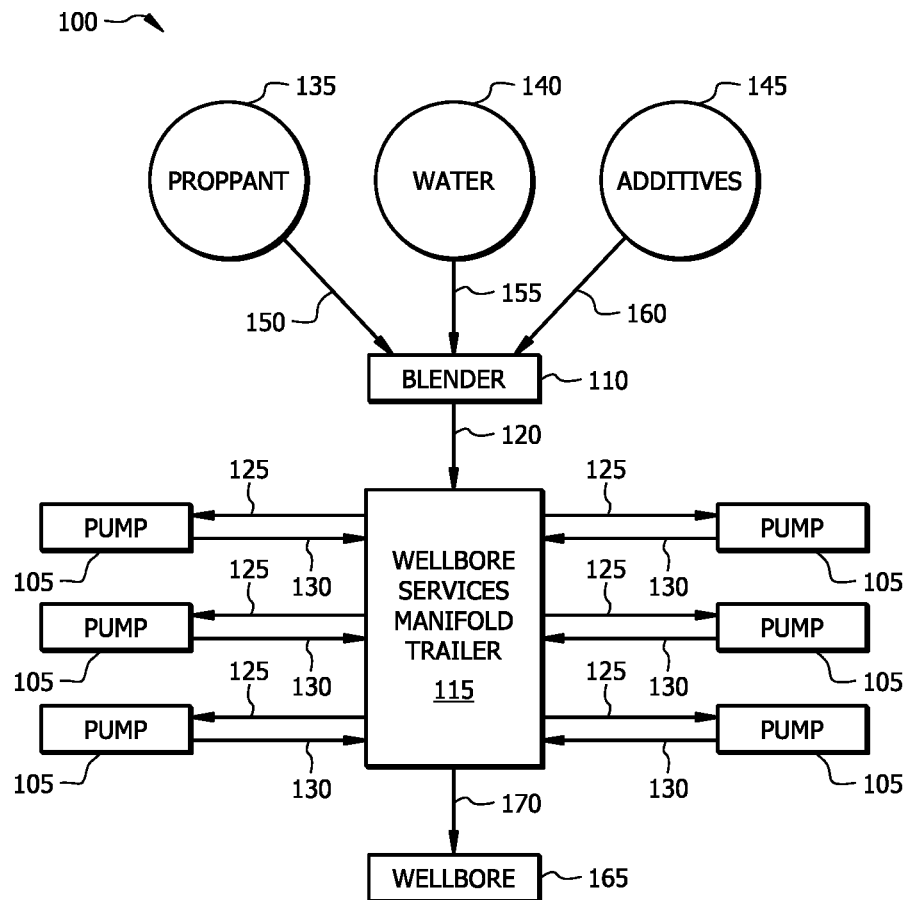 100
135
140
145
PROPPANT
WATER
ADDITIVES
150
155
160
BLENDER
110
120
125
125
PUMP
PUMP
105
130
WELLBORE
SERVICES
MANIFOLD
TRAILER
115
130
105
125
125
PUMP
PUMP
105
130
130
105
125
125
PUMP
PUMP
105
130
130
105
170
WELLBORE
165